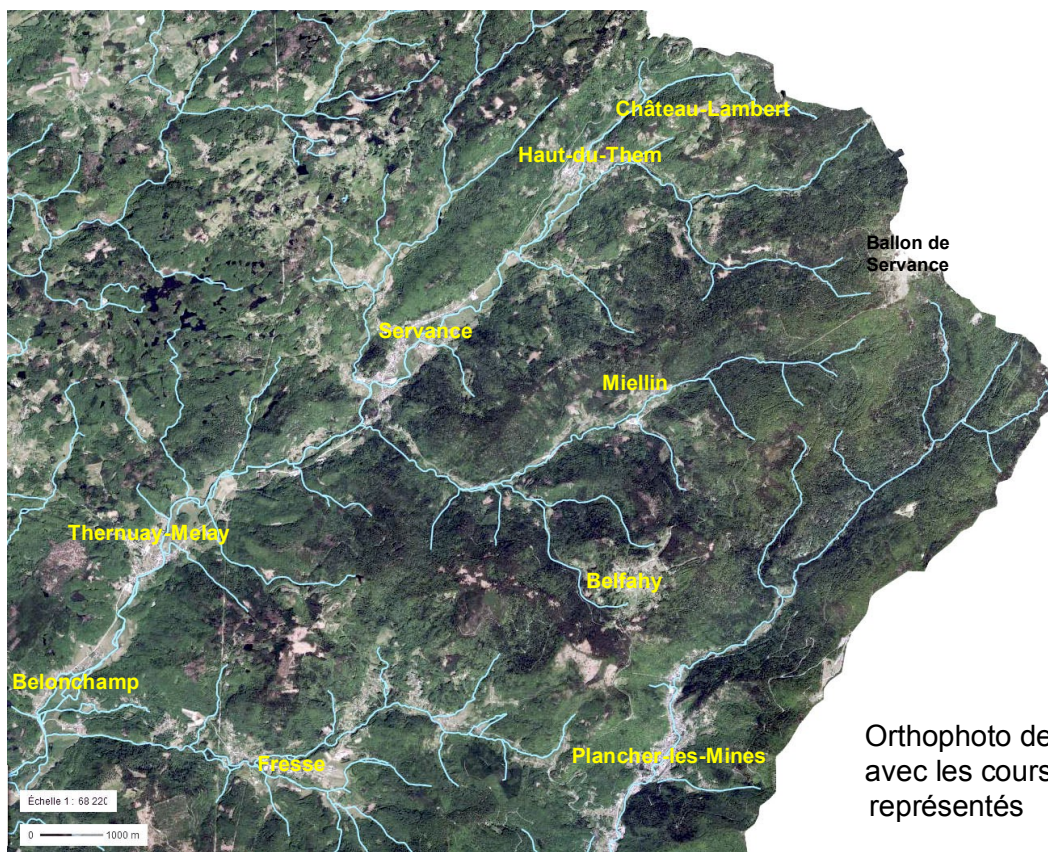 Château-Lambert
Haut-du-Them
Ballon de
Servance
Servance
Miellin
Thernuay-Melay
Belfahy
Belonchamp
Fresse
Plancher-les-Mines
Orthophoto de
avec les cours
représentés
Échelle 1 : 68 220
0 1000 m